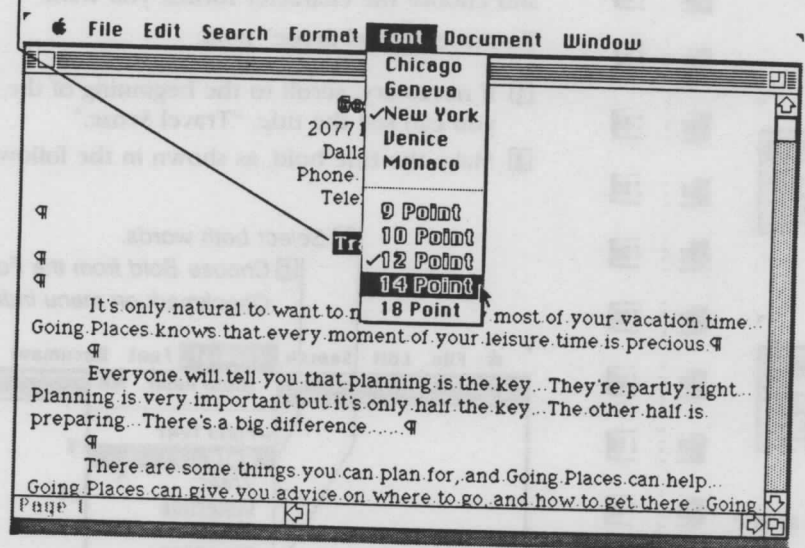 File Edit Search Format Font Document Window
Chicago
Geneva
New York
Venice
Monaco
9 Point
10 Point
12 Point
14 Point
18 Point
20771
Dalla
Phone.
Tele
Tra
It's only natural to want to m most of your vacation time...
Going Places knows that every moment of your leisure time is precious.¶
¶
Everyone will tell you that planning is the key... They're partly right...
Planning is very important but it's only half the key... The other half is
preparing... There's a big difference......¶
¶
There are some things you can plan for, and Going Places can help...
Going Places can give you advice on where to go, and how to get there... Going
Page 1